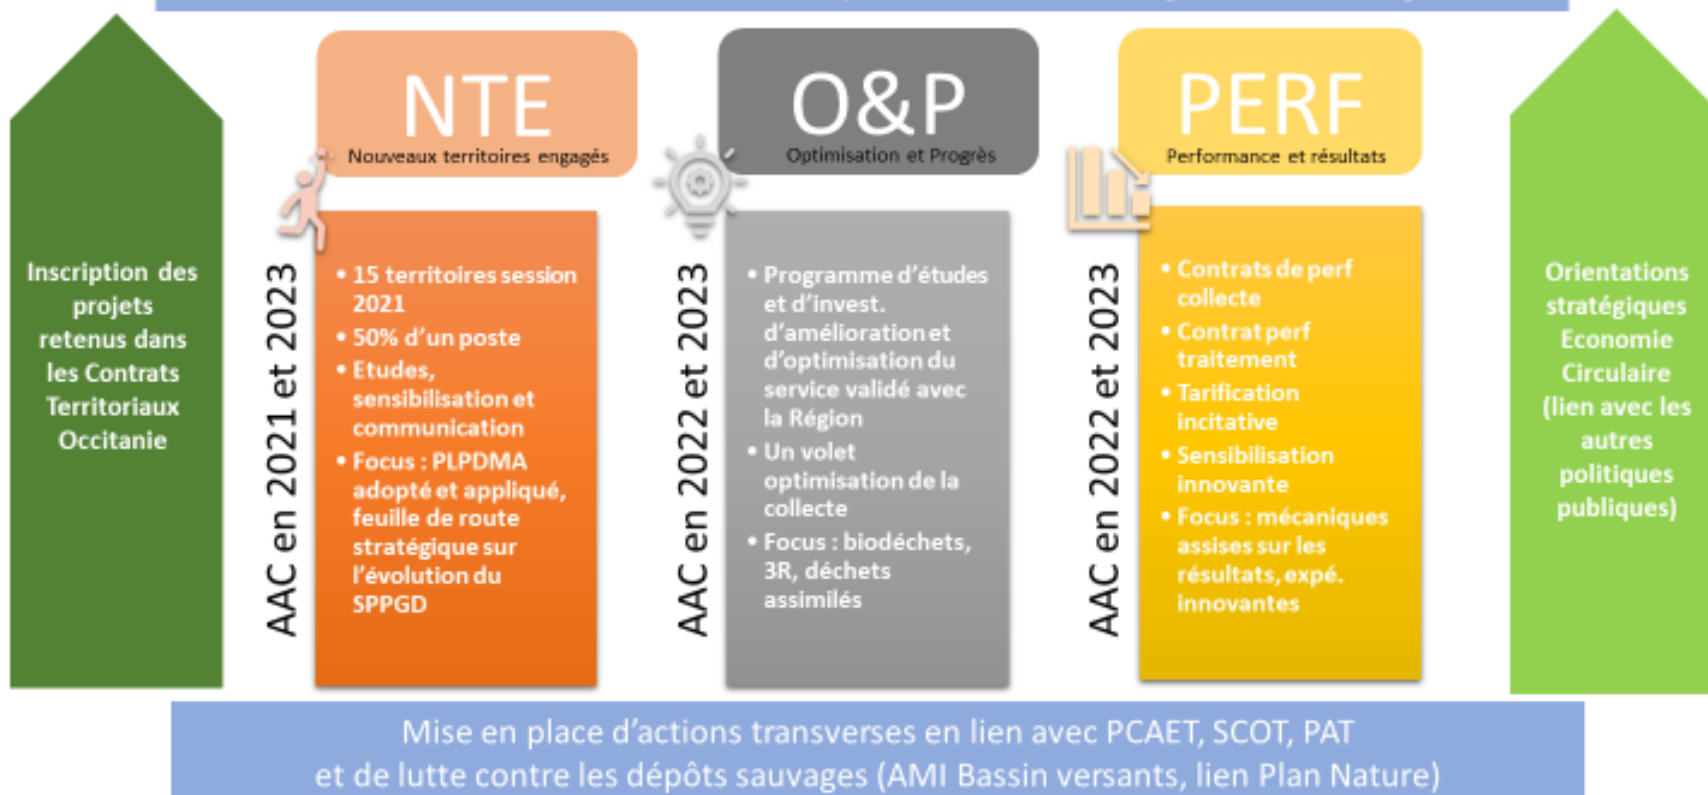 NTE
Nouveaux territoires engagés
O&P
Optimisation et Progrès
PERF
Performance et résultats
Inscription des
projets
retenus dans
les Contrats
Territoriaux
Occitanie
AAC en 2021 et 2023
• 15 territoires session
2021
• 50% d'un poste
• Etudes,
sensibilisation et
communication
• Focus : PLPDMA
adopté et appliqué,
feuille de route
stratégique sur
l'évolution du
SPPGD
AAC en 2022 et 2023
• Programme d'études
et d'invest.
d'amélioration et
d'optimisation du
service validé avec
la Région
• Un volet
optimisation de la
collecte
• Focus : biodéchets,
3R, déchets
assimilés
AAC en 2022 et 2023
• Contrats de perf
collecte
• Contrat perf
traitement
• Tarification
incitative
• Sensibilisation
innovante
• Focus : mécaniques
assises sur les
résultats, expé.
innovantes
Orientations
stratégiques
Economie
Circulaire
(lien avec les
autres
politiques
publiques)
Mise en place d'actions transverses en lien avec PCAET, SCOT, PAT
et de lutte contre les dépôts sauvages (AMI Bassin versants, lien Plan Nature)